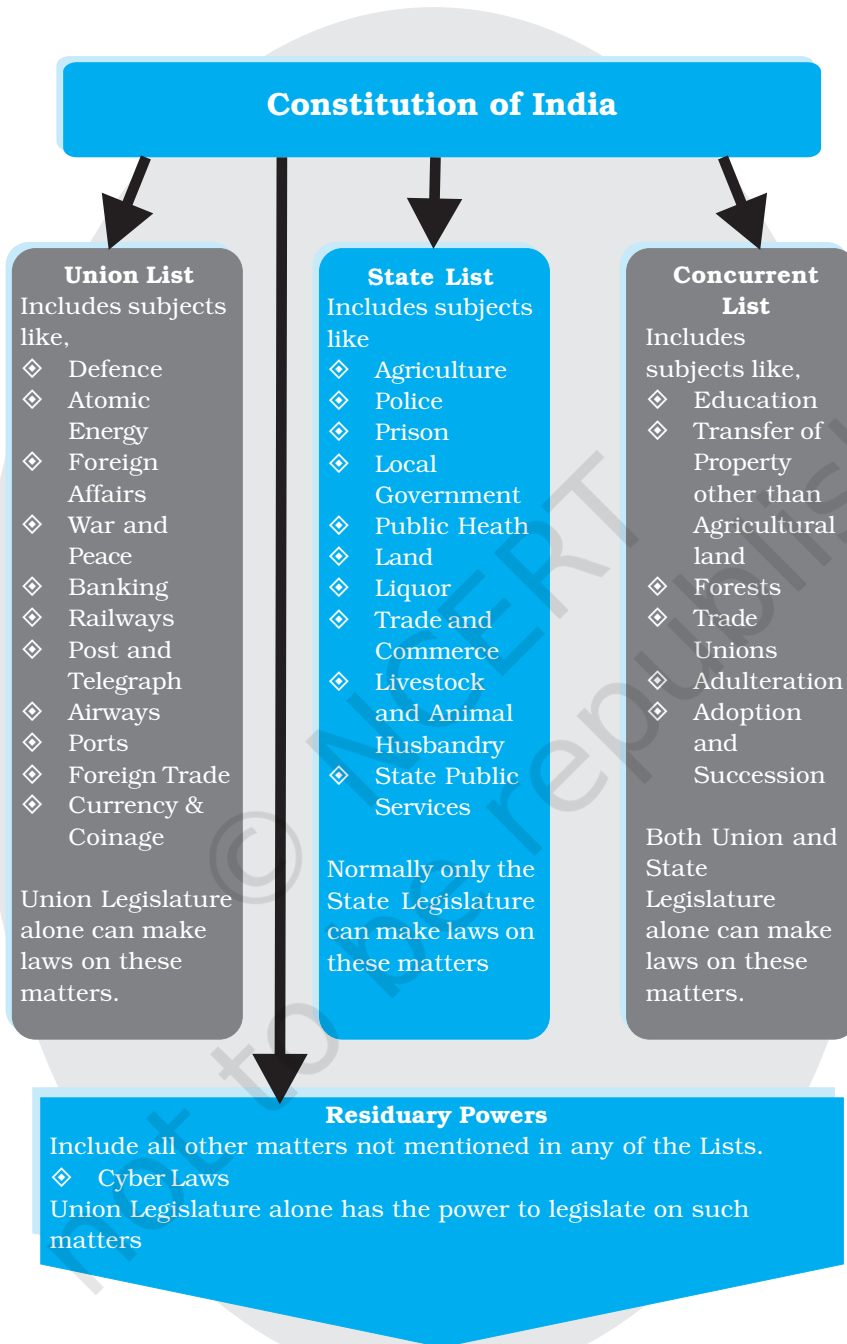 Constitution of India
Union List
Includes subjects
like,
Defence
Atomic
Energy
Foreign
Affairs
War and
Peace
Banking
Railways
Post and
Telegraph
Airways
Ports
Foreign Trade
Currency &
Coinage
Union Legislature
alone can make
laws on these
matters.
State List
Includes subjects
like
Agriculture
Police
Prison
Local
Government
Public Heath
Land
Liquor
Trade and
Commerce
Livestock
and Animal
Husbandry
State Public
Services
Normally only the
State Legislature
can make laws on
these matters
Concurrent
List
Includes
subjects like,
Education
Transfer of
Property
other than
Agricultural
land
Forests
Trade
Unions
Adulteration
Adoption
and
Succession
Both Union and
State
Legislature
alone can make
laws on these
matters.
Residuary Powers
Include all other matters not mentioned in any of the Lists.
Cyber Laws
Union Legislature alone has the power to legislate on such
matters
© NCERT
not to be republish